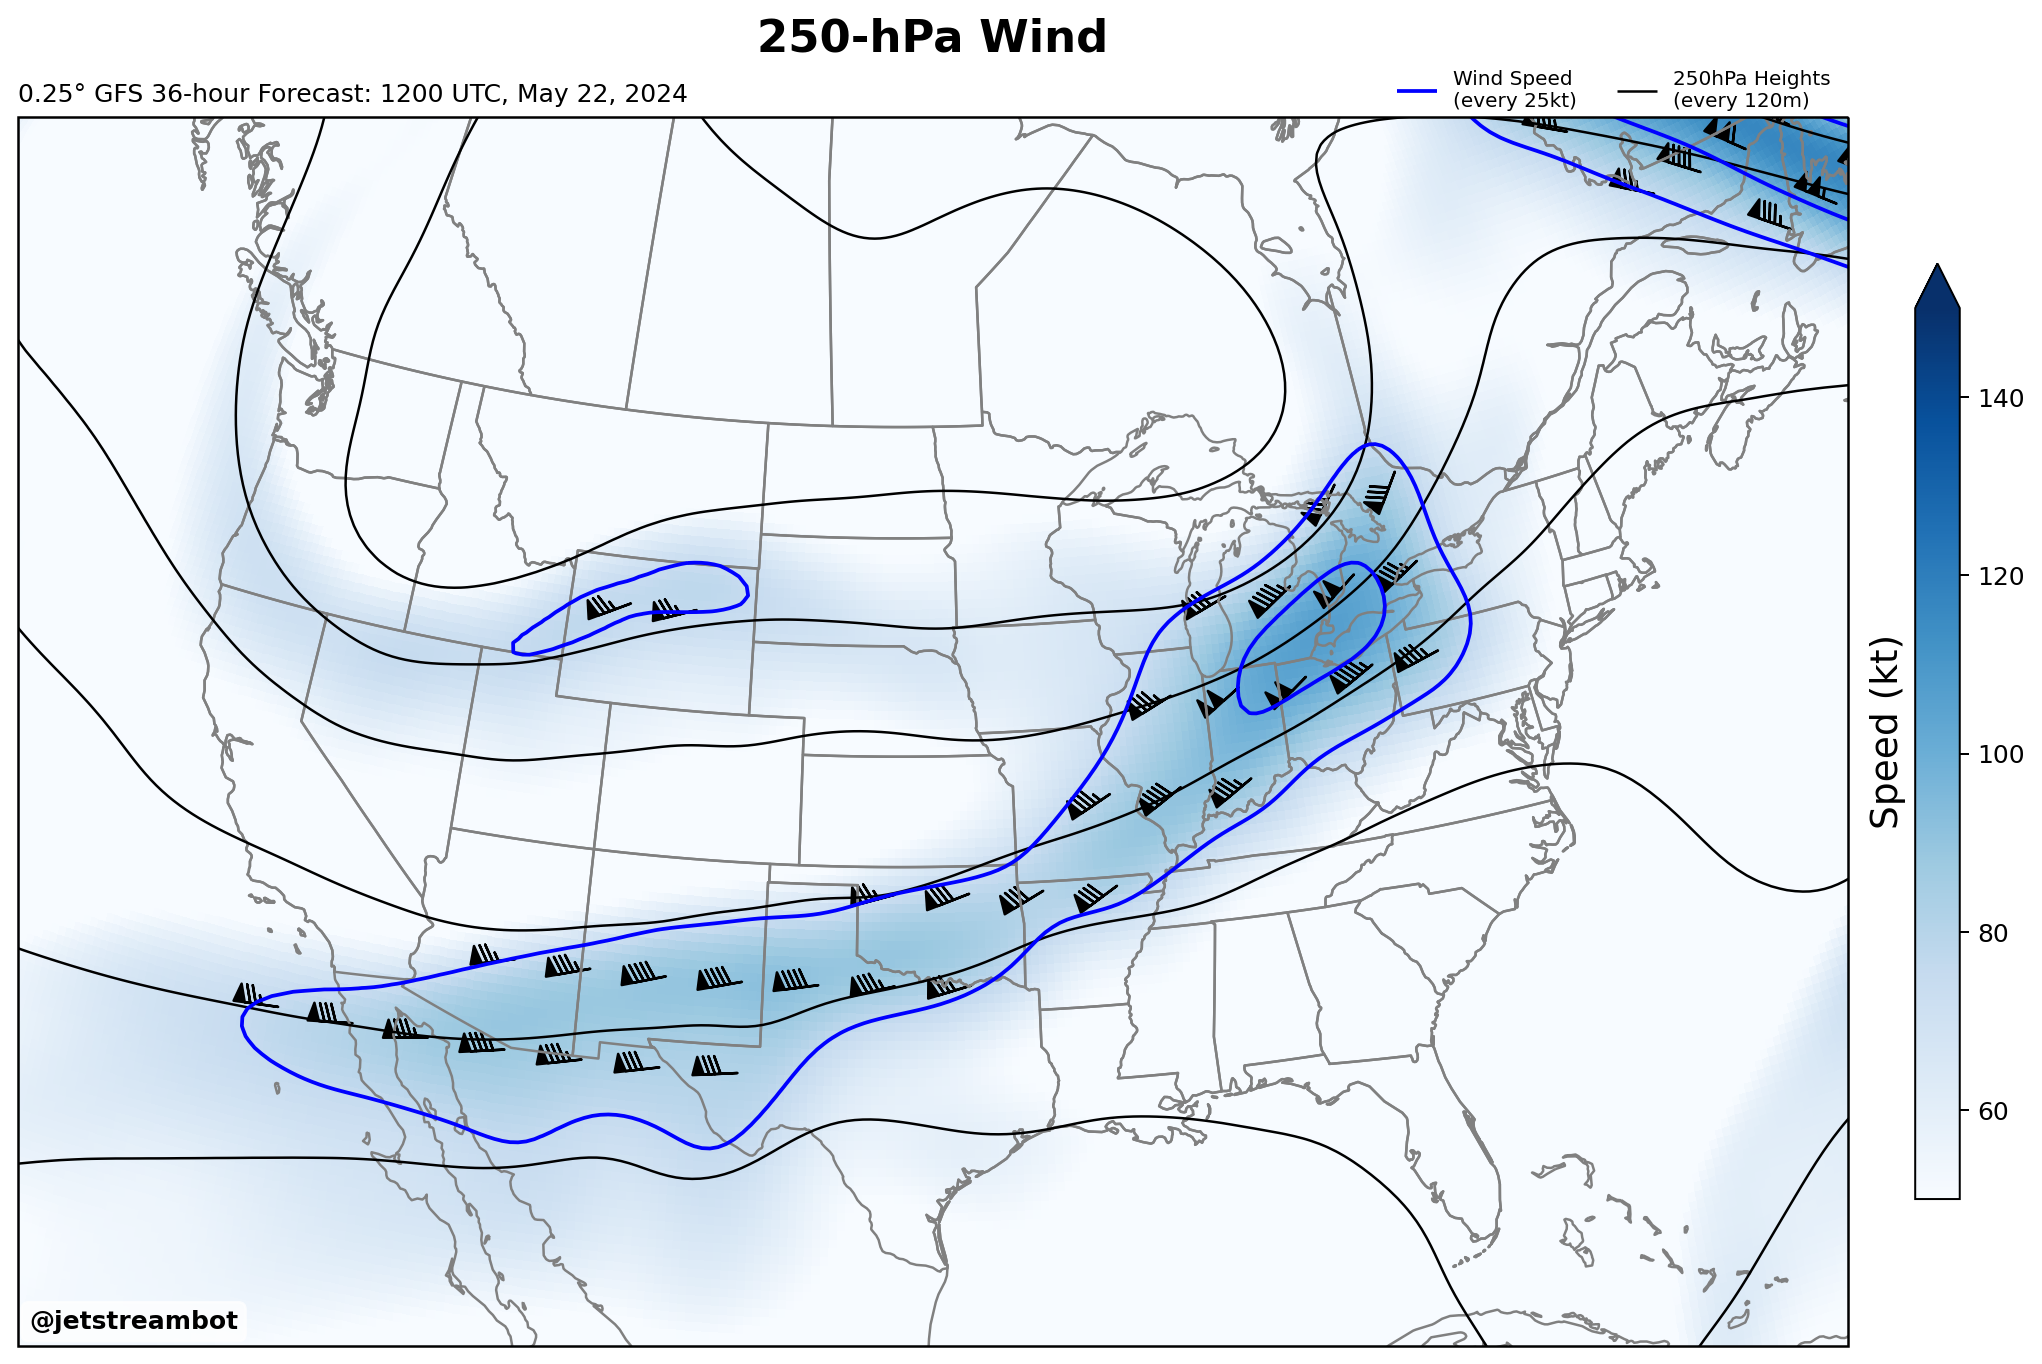 250-hPa Wind
0.25° GFS 36-hour Forecast: 1200 UTC, May 22, 2024
Wind Speed
(every 25kt)
250hPa Heights
(every 120m)
140
120
100
80
60
Speed (kt)
@jetstreambot